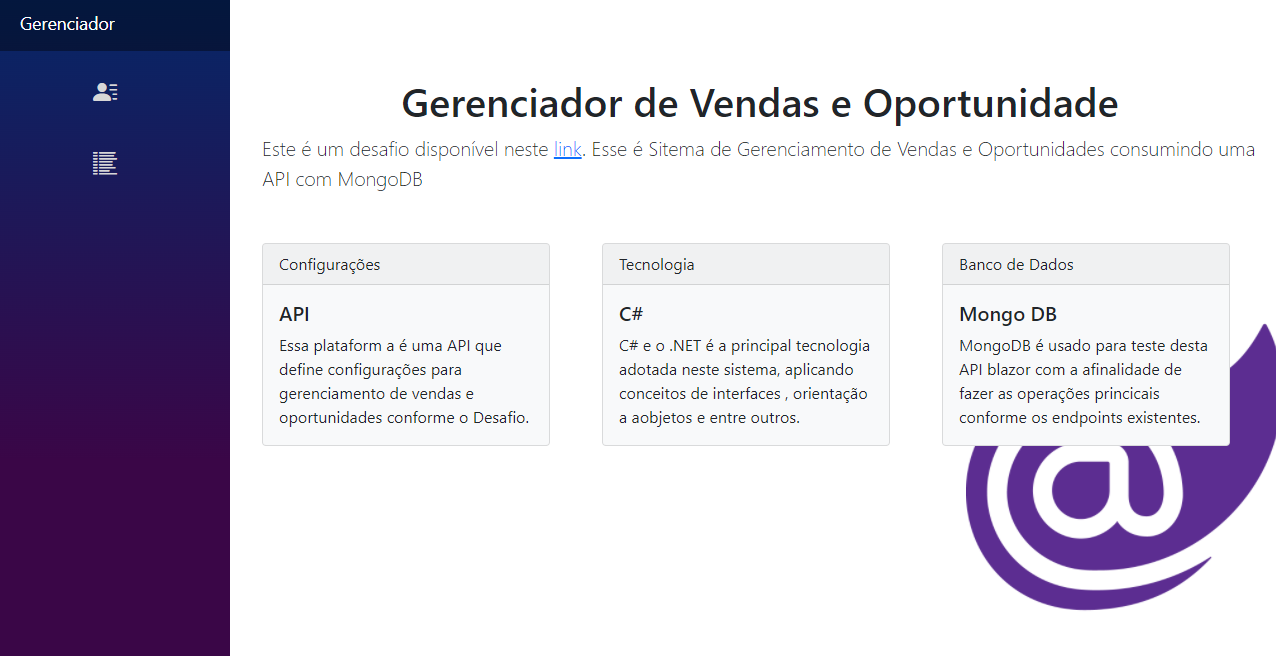 Gerenciador
Gerenciador de Vendas e Oportunidade
Este é um desafio disponível neste link. Esse é Sitema de Gerenciamento de Vendas e Oportunidades consumindo uma
API com MongoDB
Configurações
API
Essa plataform a é uma API que
define configurações para
gerenciamento de vendas e
oportunidades conforme o Desafio.
Tecnologia
C#
C# e o .NET é a principal tecnologia
adotada neste sistema, aplicando
conceitos de interfaces , orientação
a aobjetos e entre outros.
Banco de Dados
Mongo DB
MongoDB é usado para teste desta
API blazor com a afinalidade de
fazer as operações princicais
conforme os endpoints existentes.